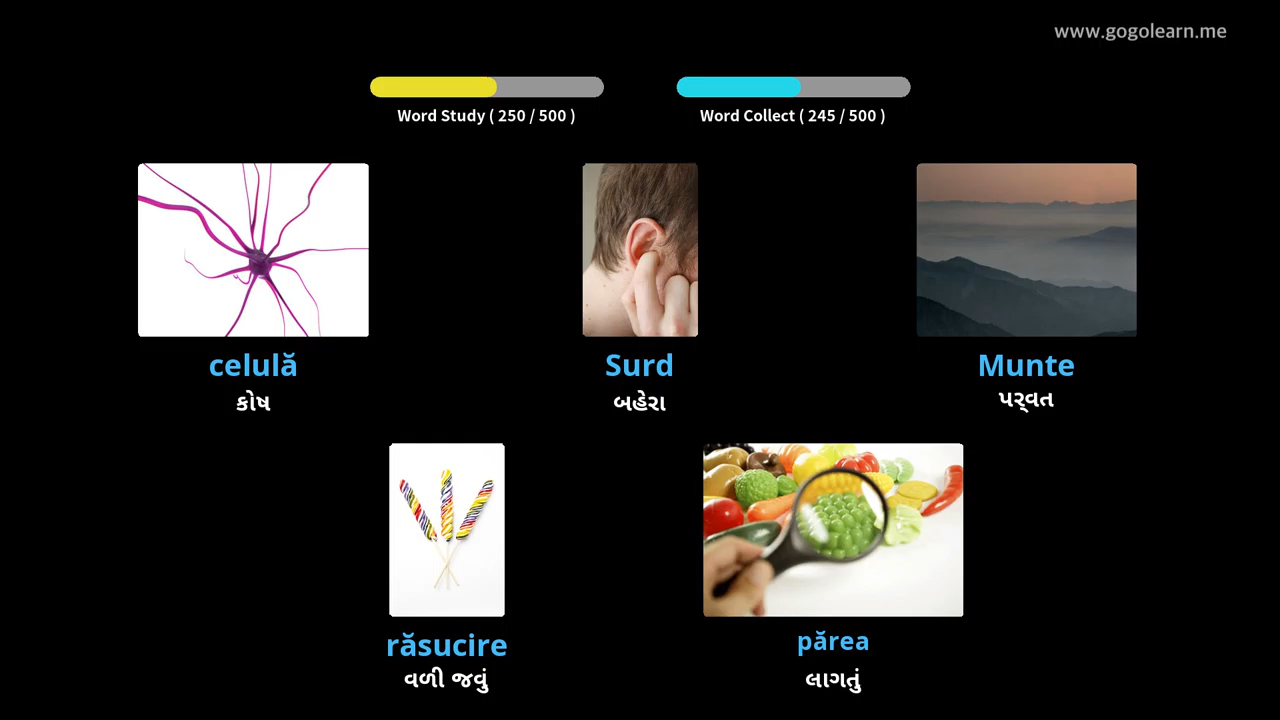 www.gogolearn.me
Word Study ( 250 / 500 )
Word Collect ( 245 / 500 )
celulă
Surd
Munte
કોષ
બહેરા
પર્વત
răsucire
părea
વળી જવું
લાગતું